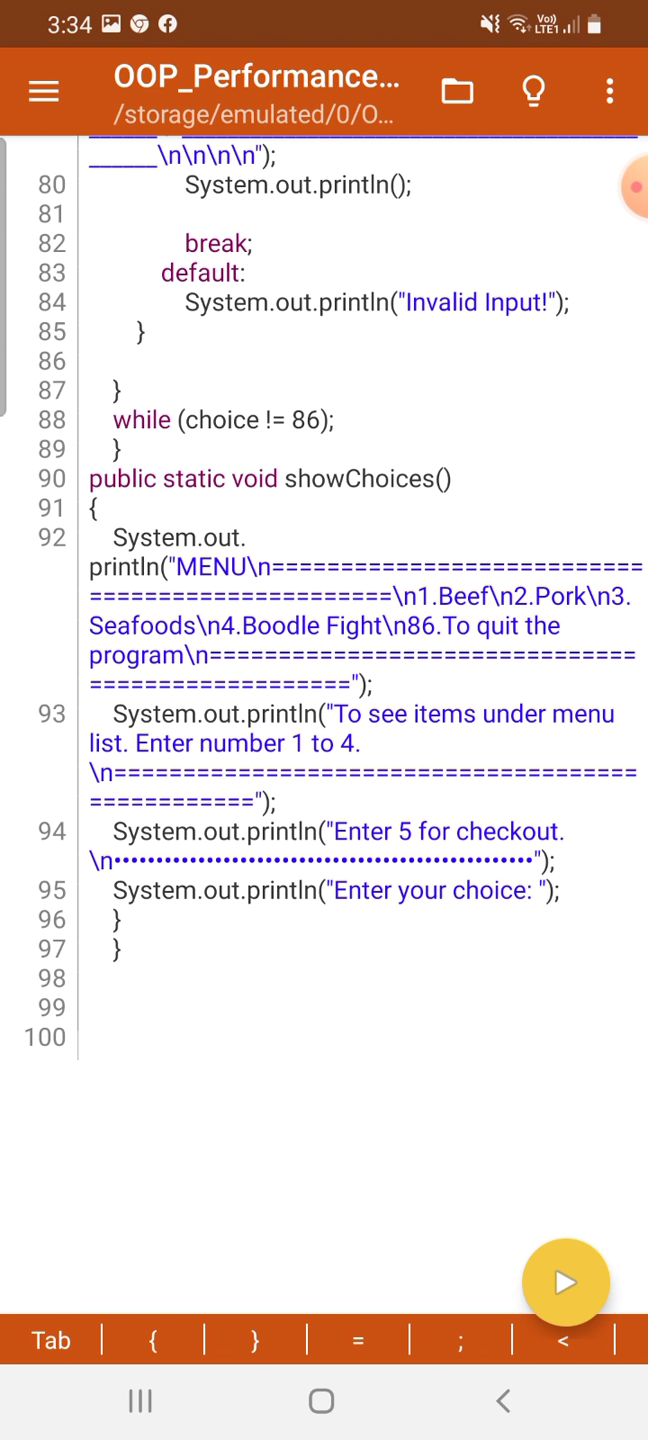 3:34 Vo)) LTE1
OOP_Performance...
/storage/emulated/0/O...
______\n\n\n\n");
80 System.out.println();
81
82 break;
83 default:
84 System.out.println("Invalid Input!");
85 }
86
87 }
88 while (choice != 86);
89 }
90 public static void showChoices()
91 {
92 System.out.
println("MENU\n===========================
======================\n1.Beef\n2.Pork\n3.
Seafoods\n4.Boodle Fight\n86.To quit the
program\n===============================
===================");
93 System.out.println("To see items under menu
list. Enter number 1 to 4.
\n======================================
============");
94 System.out.println("Enter 5 for checkout.
\n••••••••••••••••••••••••••••••••••••••••••••••••••");
95 System.out.println("Enter your choice: ");
96 }
97 }
98
99
100
Tab { } = ; <